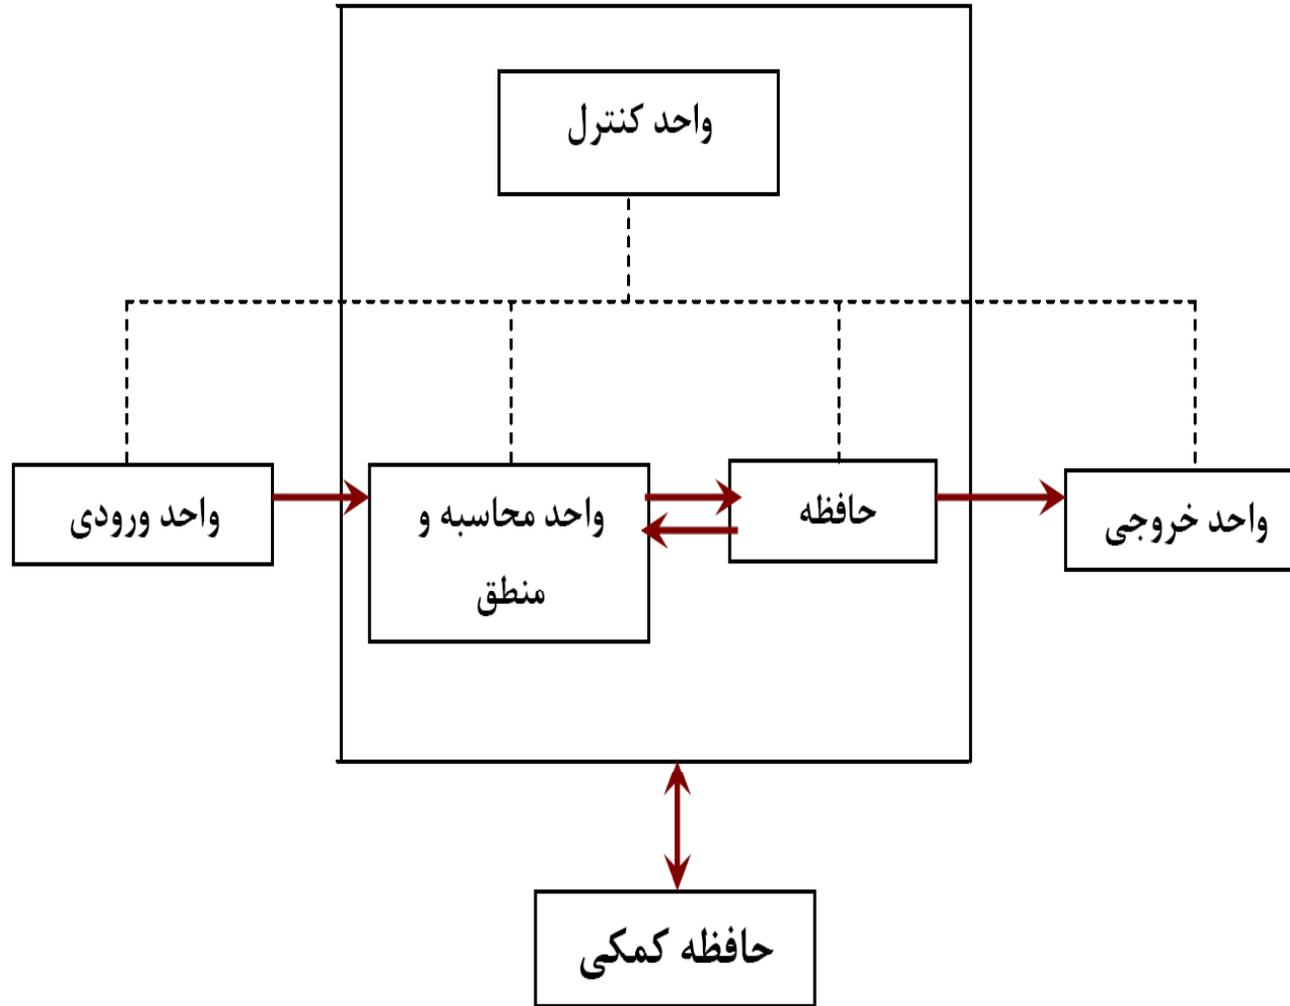 واحد کنترل
واحد ورودی
واحد محاسبه و
منطق
حافظه
واحد خروجی
حافظه کمکی